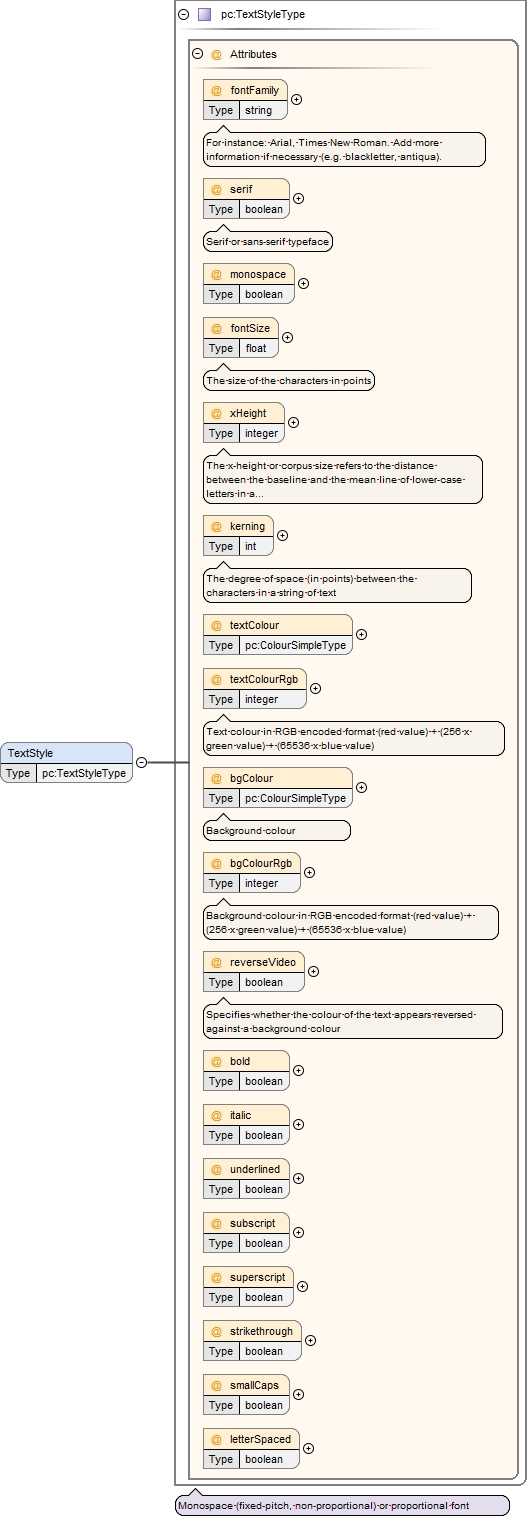 pc:TextStyleType
@ Attributes
@ fontFamily
Type string
For instance: Arial, Times New Roman. Add more
information if necessary (e.g. blackletter, antiqua).
@ serif
Type boolean
Serif or sans-serif typeface
@ monospace
Type boolean
@ fontSize
Type float
The size of the characters in points
@ xHeight
Type integer
The x-height or corpus size refers to the distance
between the baseline and the mean line of lower-case
letters in a...
@ kerning
Type int
The degree of space (in points) between the
characters in a string of text
@ textColour
Type pc:ColourSimpleType
@ textColourRgb
Type integer
Text colour in RGB encoded format (red value) + (256 x
green value) + (65536 x blue value)
TextStyle
Type pc:TextStyleType
@ bgColour
Type pc:ColourSimpleType
Background colour
@ bgColourRgb
Type integer
Background colour in RGB encoded format (red value) +
(256 x green value) + (65536 x blue value)
@ reverseVideo
Type boolean
Specifies whether the colour of the text appears reversed
against a background colour
@ bold
Type boolean
@ italic
Type boolean
@ underlined
Type boolean
@ subscript
Type boolean
@ superscript
Type boolean
@ strikethrough
Type boolean
@ smallCaps
Type boolean
@ letterSpaced
Type boolean
Monospace (fixed-pitch, non-proportional) or proportional font